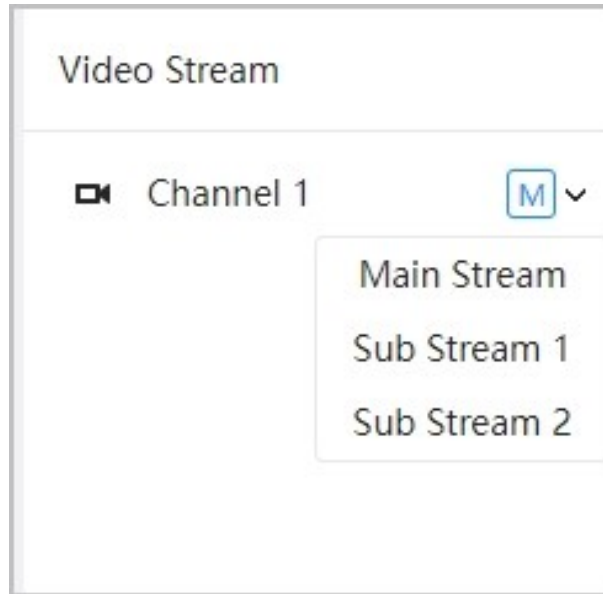 Video Stream
Channel 1 M
Main Stream
Sub Stream 1
Sub Stream 2